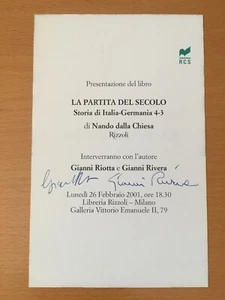 RCS
Presentazione del libro
LA PARTITA DEL SECOLO
Storia di Italia-Germania 4-3
di Nando dalla Chiesa
Rizzoli
Interverranno con l'autore
Gianni Riotta e Gianni Rivera
Gianni Rivera
Lunedì 26 Febbraio 2001, ore 18.30
Libreria Rizzoli – Milano
Galleria Vittorio Emanuele II, 79